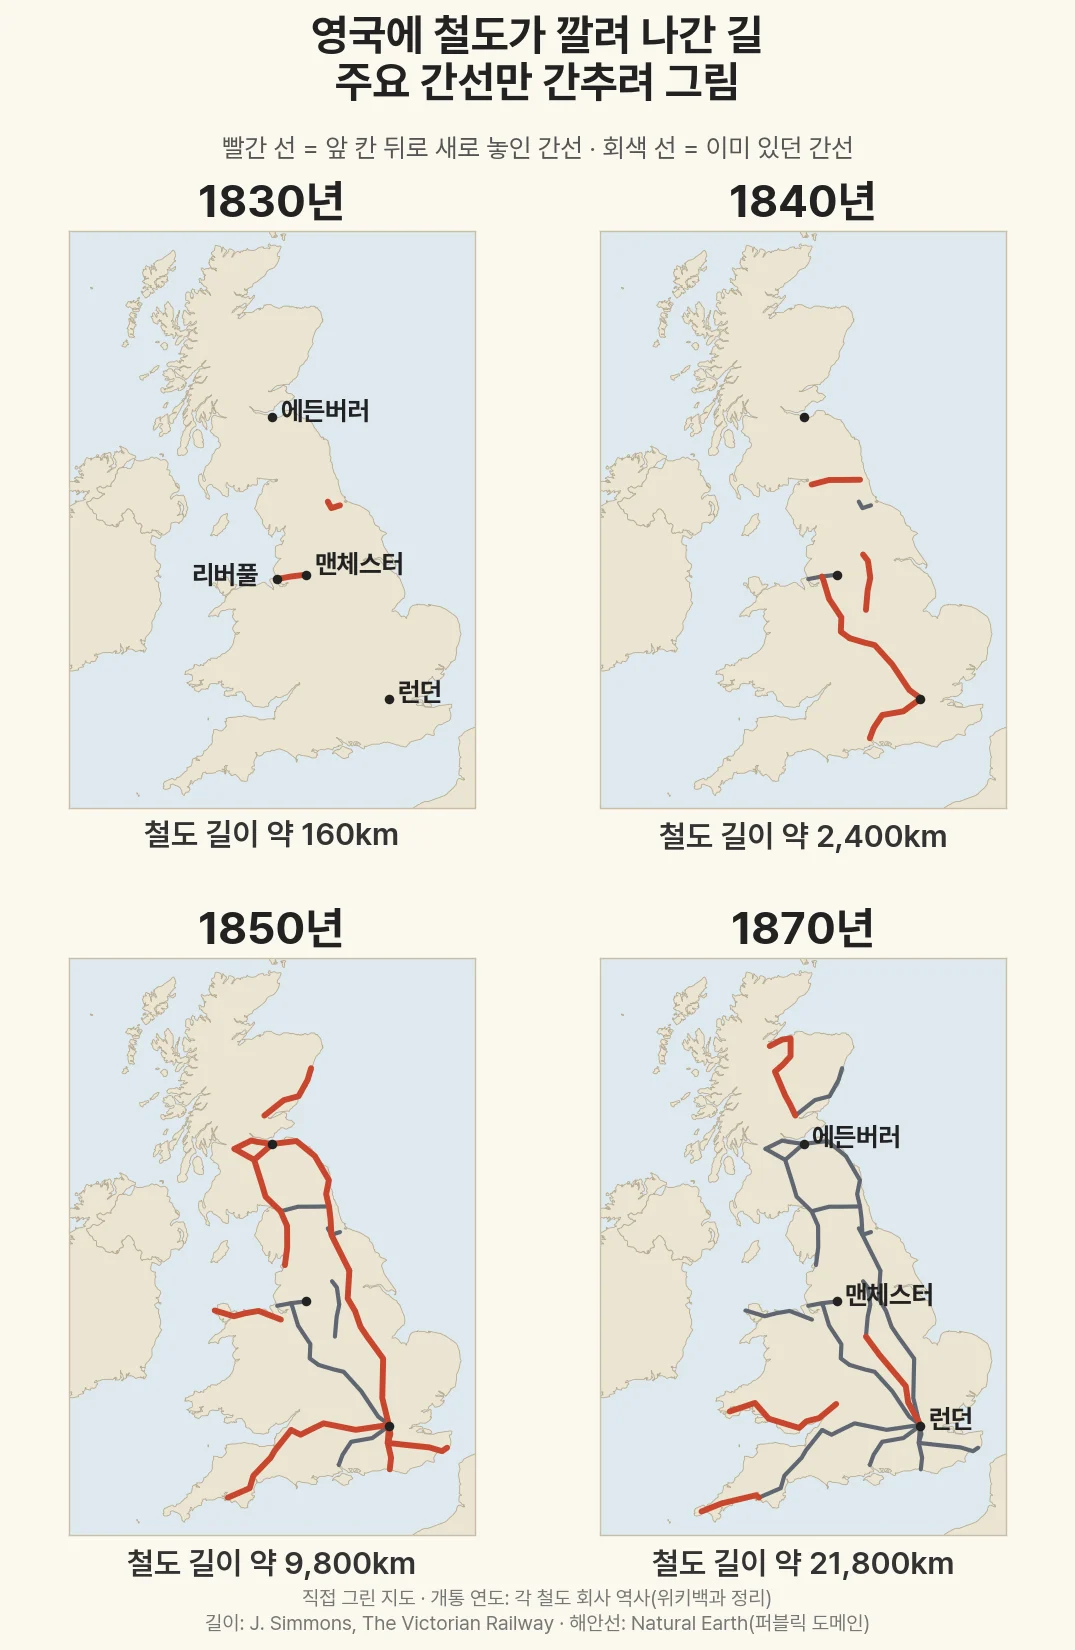 영국에 철도가 깔려 나간 길
주요 간선만 간추려 그림
빨간 선 = 앞 칸 뒤로 새로 놓인 간선 · 회색 선 = 이미 있던 간선
1830년
에든버러
리버풀
맨체스터
런던
철도 길이 약 160km
1840년
철도 길이 약 2,400km
1850년
철도 길이 약 9,800km
1870년
에든버러
맨체스터
런던
철도 길이 약 21,800km
직접 그린 지도 · 개통 연도: 각 철도 회사 역사(위키백과 정리)
길이: J. Simmons, The Victorian Railway · 해안선: Natural Earth(퍼블릭 도메인)